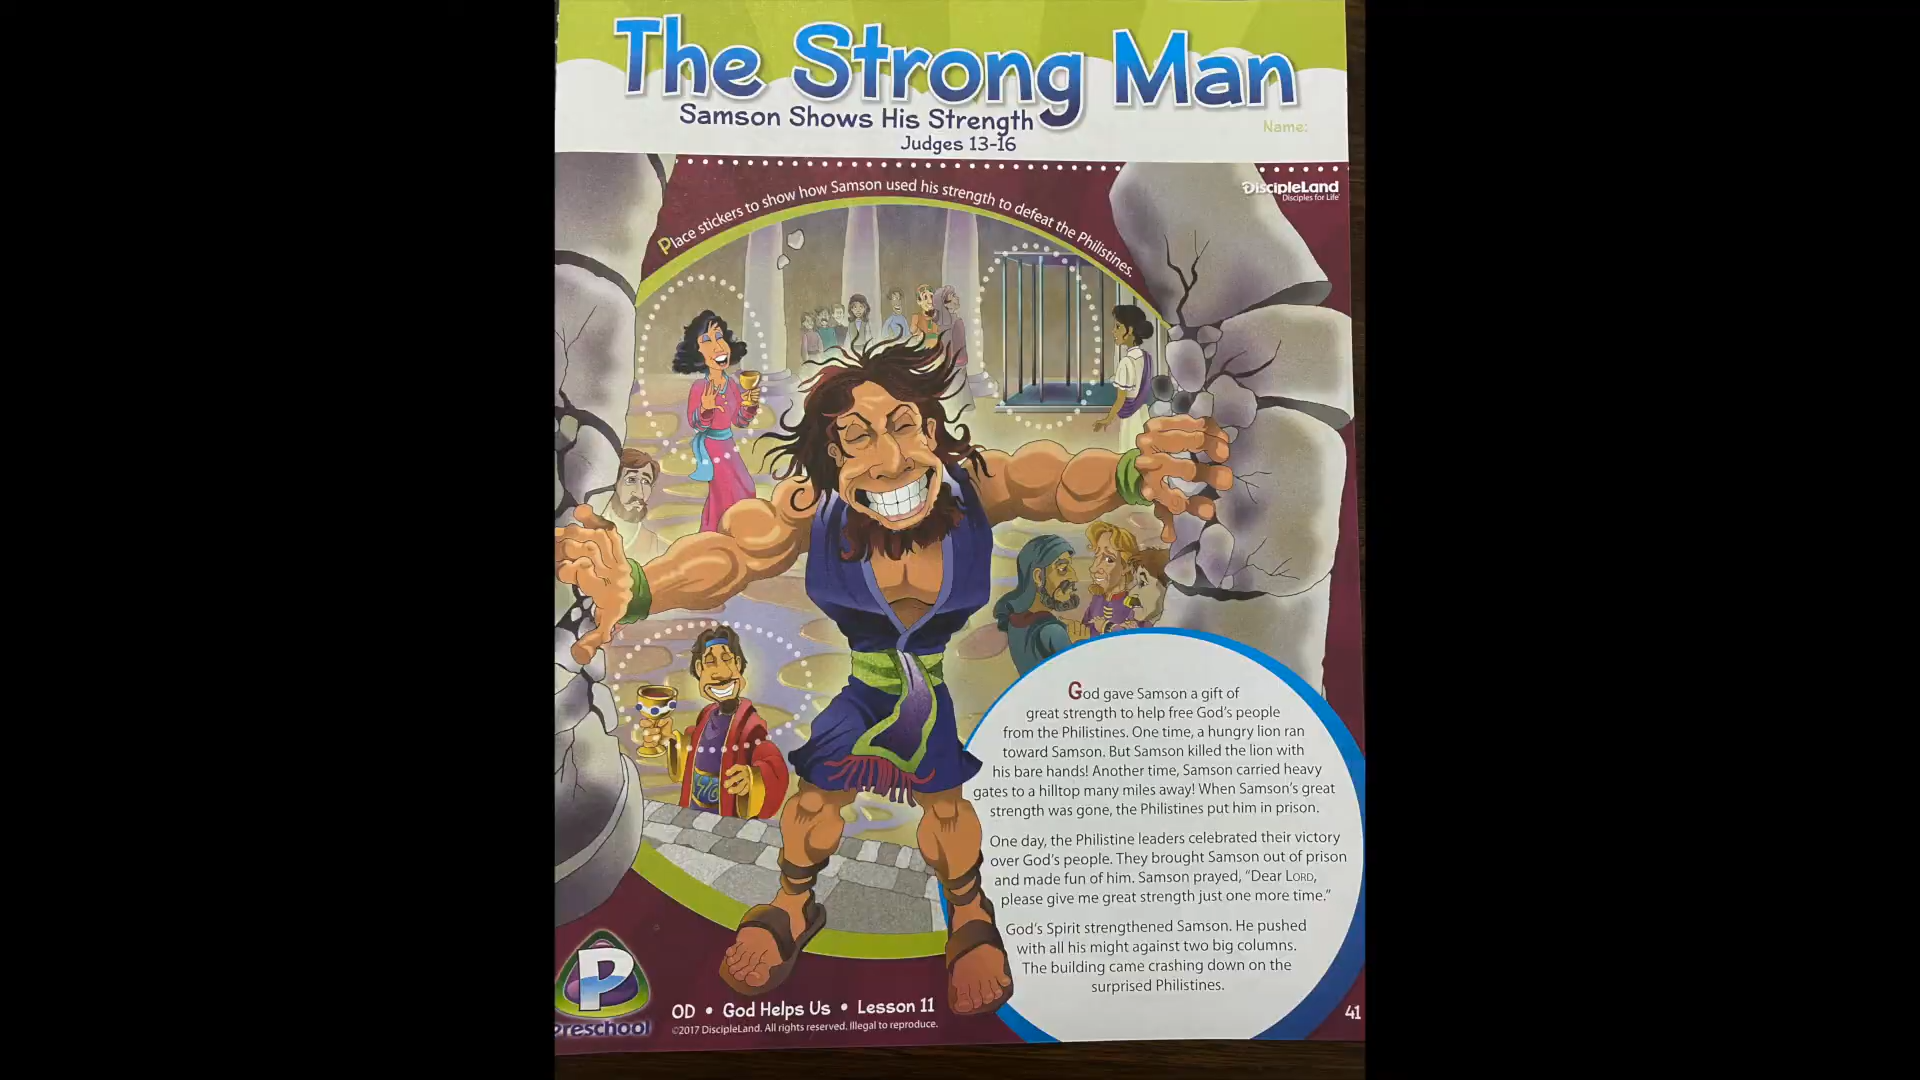 The Strong Man
Samson Shows His Strength
Judges 13-16
Name:
DiscipleLand
Disciples for Life
Place stickers to show how Samson used his strength to defeat the Philistines.
God gave Samson a gift of
great strength to help free God's people
from the Philistines. One time, a hungry lion ran
toward Samson. But Samson killed the lion with
his bare hands! Another time, Samson carried heavy
gates to a hilltop many miles away! When Samson's great
strength was gone, the Philistines put him in prison.
One day, the Philistine leaders celebrated their victory
over God's people. They brought Samson out of prison
and made fun of him. Samson prayed, "Dear LORD,
please give me great strength just one more time."
God's Spirit strengthened Samson. He pushed
with all his might against two big columns.
The building came crashing down on the
surprised Philistines.
P
Preschool
OD • God Helps Us • Lesson 11
©2017 DiscipleLand. All rights reserved. Illegal to reproduce.
41